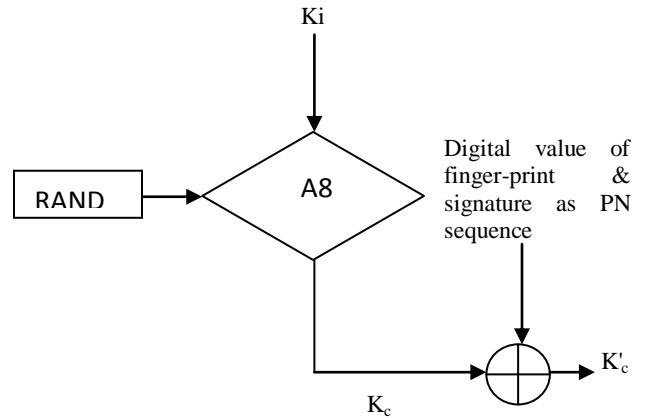 Ki
Digital value of
finger-print &
signature as PN
sequence
A8
RAND
K'c
Kc